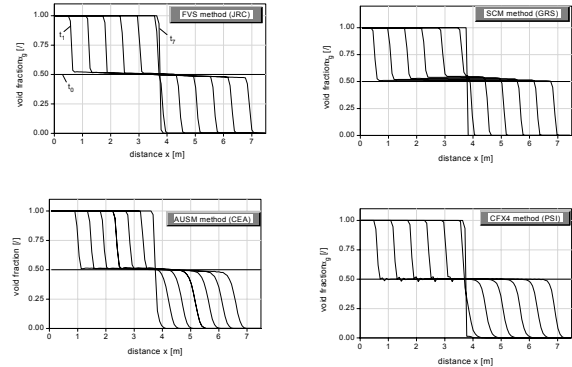 FVS method (JRC)
1.00
0.75
0.50
0.25
0.00
void fraction αg [/]
t1
t7
t0
0 1 2 3 4 5 6 7
distance x [m]
SCM method (GRS)
1.00
0.75
0.50
0.25
0.00
void fraction αg [/]
0 1 2 3 4 5 6 7
distance x [m]
AUSM method (CEA)
1.00
0.75
0.50
0.25
0.00
void fraction [/]
0 1 2 3 4 5 6 7
distance x [m]
CFX4 method (PSI)
1.00
0.75
0.50
0.25
0.00
void fraction αg [/]
0 1 2 3 4 5 6 7
distance x [m]